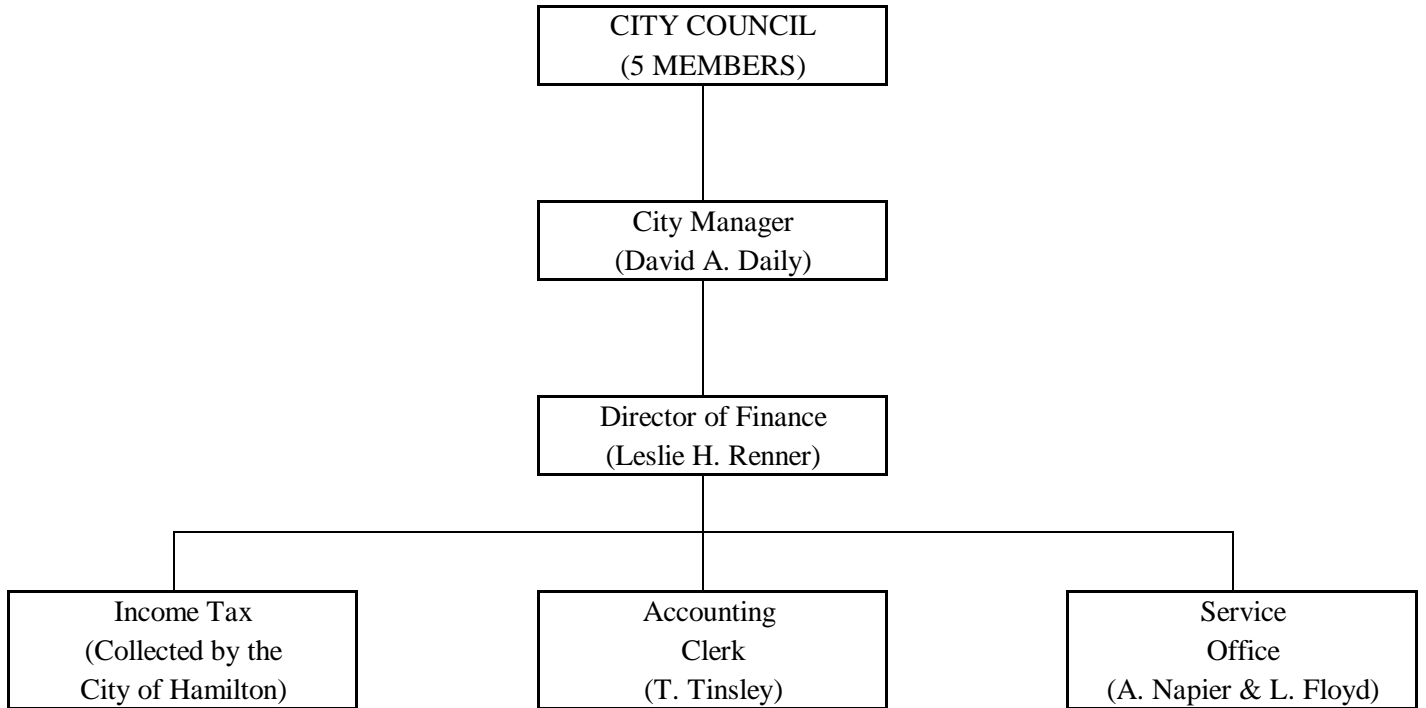 CITY COUNCIL
(5 MEMBERS)
City Manager
(David A. Daily)
Director of Finance
(Leslie H. Renner)
Income Tax
(Collected by the
City of Hamilton)
Accounting
Clerk
(T. Tinsley)
Service
Office
(A. Napier & L. Floyd)